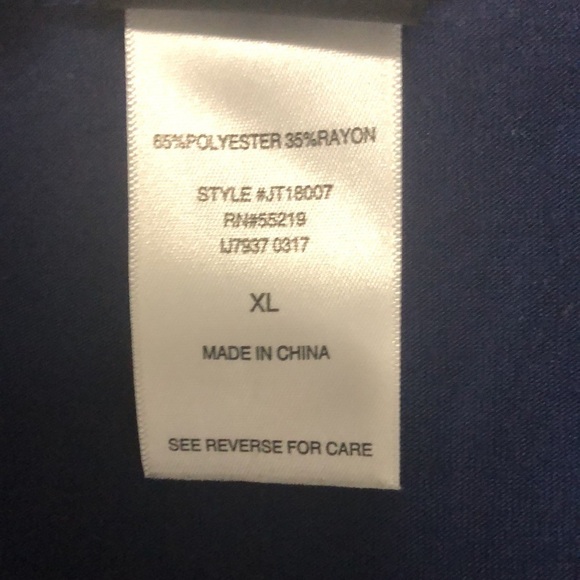 65%POLYESTER 35%RAYON
STYLE #JT18007
RN#55219
IJ7937 0317
XL
MADE IN CHINA
SEE REVERSE FOR CARE